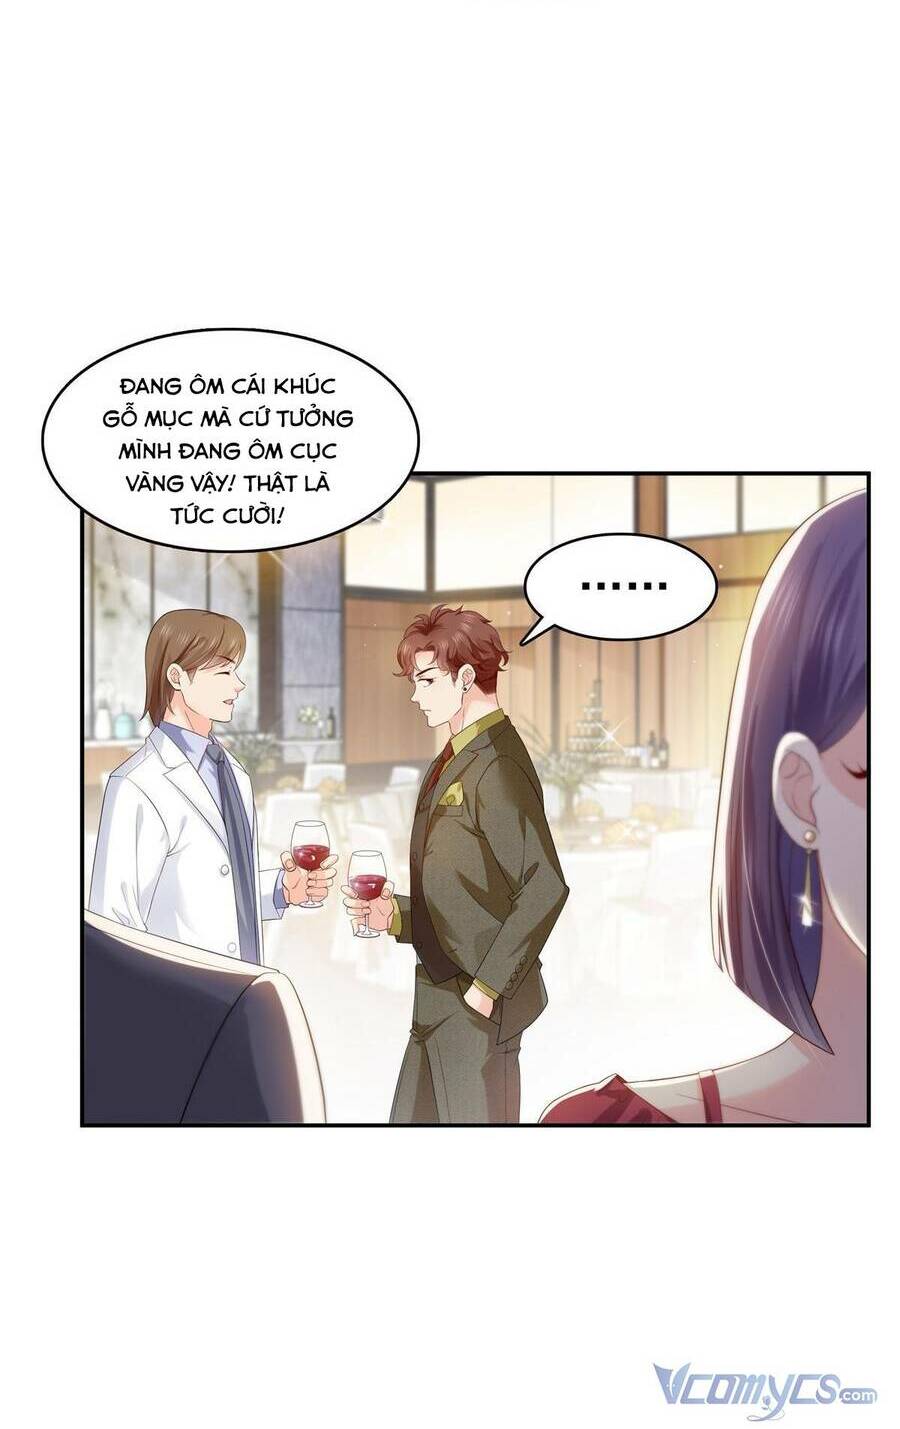 ĐANG ÔM CÁI KHÚC
GỖ MỤC MÀ CỨ TƯỞNG
MÌNH ĐANG ÔM CỤC
VÀNG VẬY! THẬT LÀ
TỨC CƯỜI!
......
VCOMYCS.com